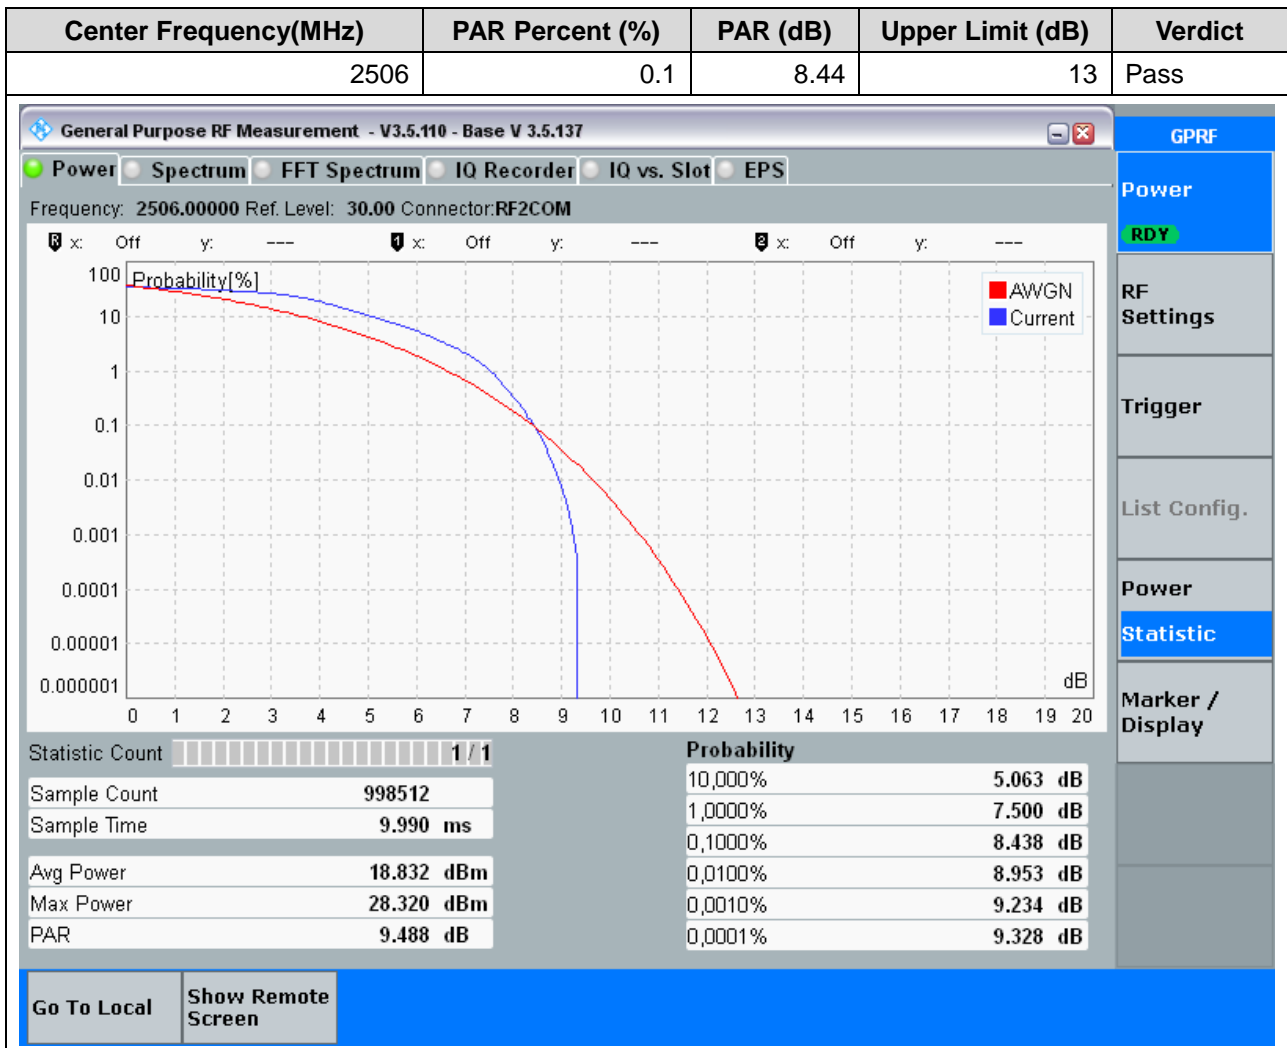 Center Frequency(MHz) PAR Percent (%) PAR (dB) Upper Limit (dB) Verdict
2506 0.1 8.44 13 Pass
General Purpose RF Measurement - V3.5.110 - Base V 3.5.137
GPRF
Power Spectrum FFT Spectrum IQ Recorder IQ vs. Slot EPS
Power
RDY
Frequency: 2506.00000 Ref. Level: 30.00 Connector:RF2COM
R x: Off y: --- 1 x: Off y: --- 2 x: Off y: ---
Probability[%]
AWGN
Current
100
10
1
0.1
0.01
0.001
0.0001
0.00001
0.000001
dB
0 1 2 3 4 5 6 7 8 9 10 11 12 13 14 15 16 17 18 19 20
RF
Settings
Trigger
List Config.
Power
Statistic
Marker /
Display
Statistic Count 1 / 1
Sample Count 998512
Sample Time 9.990 ms
Avg Power 18.832 dBm
Max Power 28.320 dBm
PAR 9.488 dB
Probability
10,000% 5.063 dB
1,0000% 7.500 dB
0,1000% 8.438 dB
0,0100% 8.953 dB
0,0010% 9.234 dB
0,0001% 9.328 dB
Go To Local
Show Remote
Screen